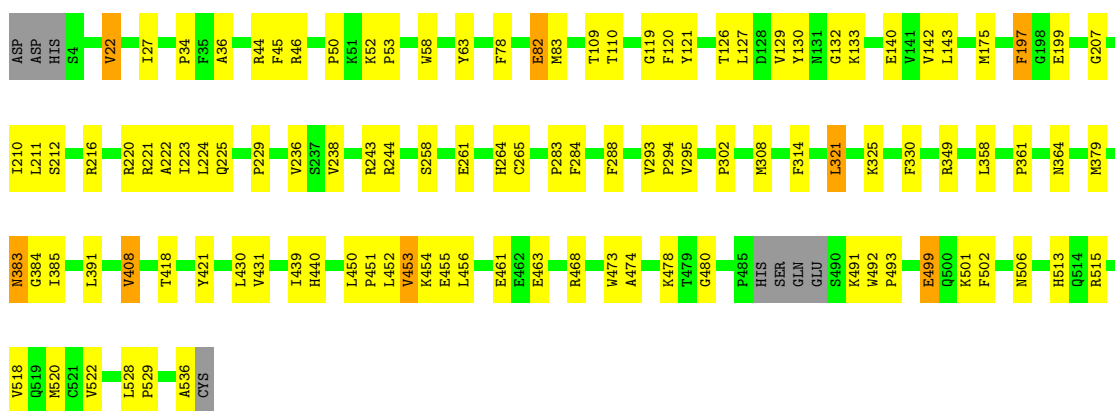 ASP ASP HIS S4 V22 I27 P34 F35 A36 R44 F45 R46 P50 K51 K52 P53 W58 Y63 F78 E82 M83 T109 T110 G119 F120 Y121 T126 L127 D128 V129 Y130 N131 G132 K133 E140 V141 V142 L143 M175 F197 G198 E199 G207
I210 L211 S212 R216 R220 R221 A222 I223 L224 Q225 P229 V236 S237 V238 R243 R244 S258 E261 H264 C265 P283 F284 F288 V293 P294 V295 P302 M308 F314 L321 K325 F330 R349 L358 P361 N364 M379
N383 G384 I385 L391 V408 T418 Y421 L430 V431 I439 H440 L450 P451 L452 V453 K454 E455 L456 E461 E462 E463 R468 W473 A474 K478 T479 G480 P485 HIS SER GLN GLU S490 K491 W492 P493 E499 Q500 K501 F502 N506 H513 Q514 R515
V518 Q519 M520 C521 V522 L528 P529 A536 CYS